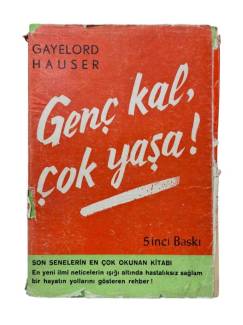 GAYELORD
HAUSER
Genç kal,
çok yaşa!
5 inci Baskı
SON SENELERİN EN ÇOK OKUNAN KİTABI
En yeni ilmî neticelerin ışığı altında hastalıksız sağlam
bir hayatın yollarını gösteren rehber!